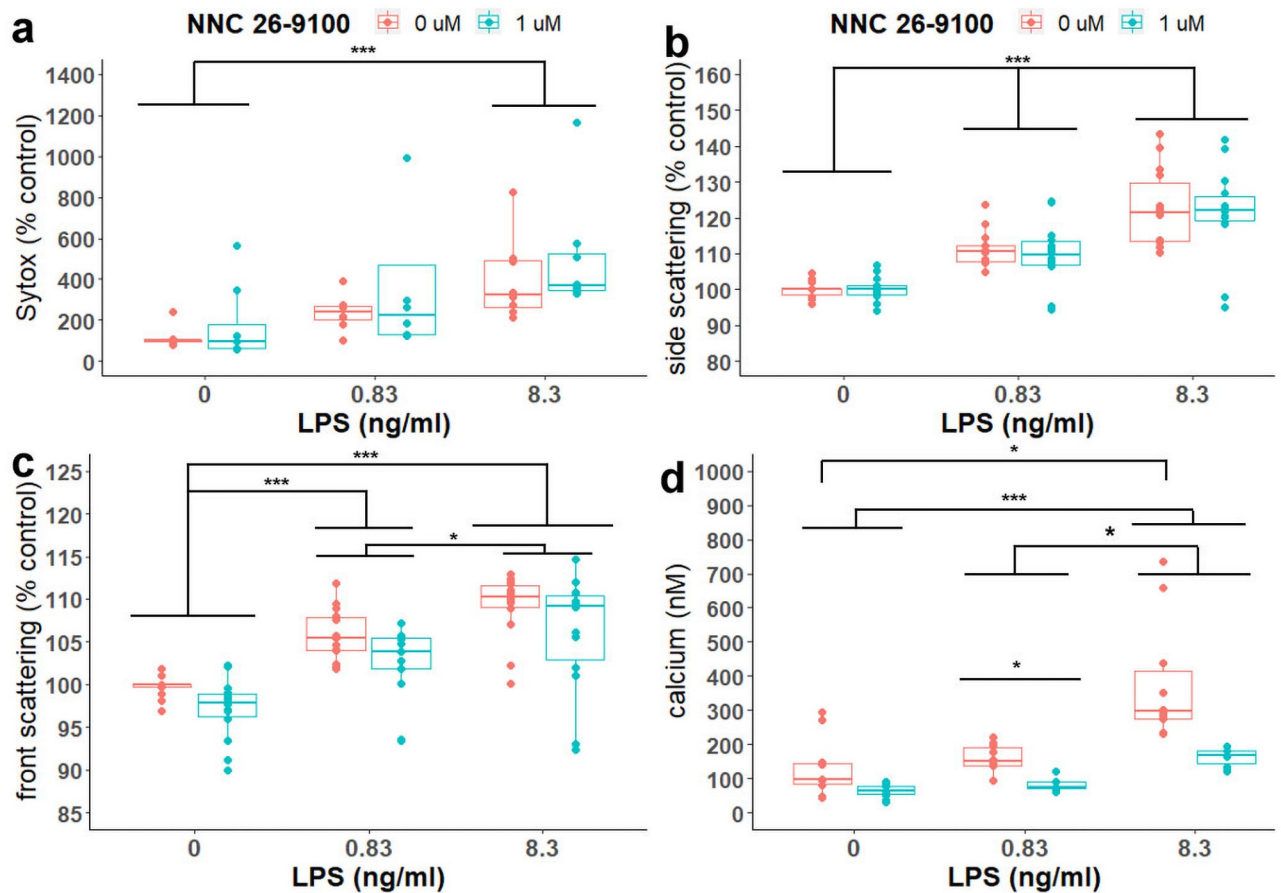 a
NNC 26-9100 0 uM 1 uM
***
Sytox (% control)
1400
1200
1000
800
600
400
200
0
0 0.83 8.3
LPS (ng/ml)
b
NNC 26-9100 0 uM 1 uM
***
side scattering (% control)
160
150
140
130
120
110
100
90
80
0 0.83 8.3
LPS (ng/ml)
c
***
***
*
front scattering (% control)
125
120
115
110
105
100
95
90
85
0 0.83 8.3
LPS (ng/ml)
d
*
***
*
*
calcium (nM)
1000
900
800
700
600
500
400
300
200
100
0
0 0.83 8.3
LPS (ng/ml)